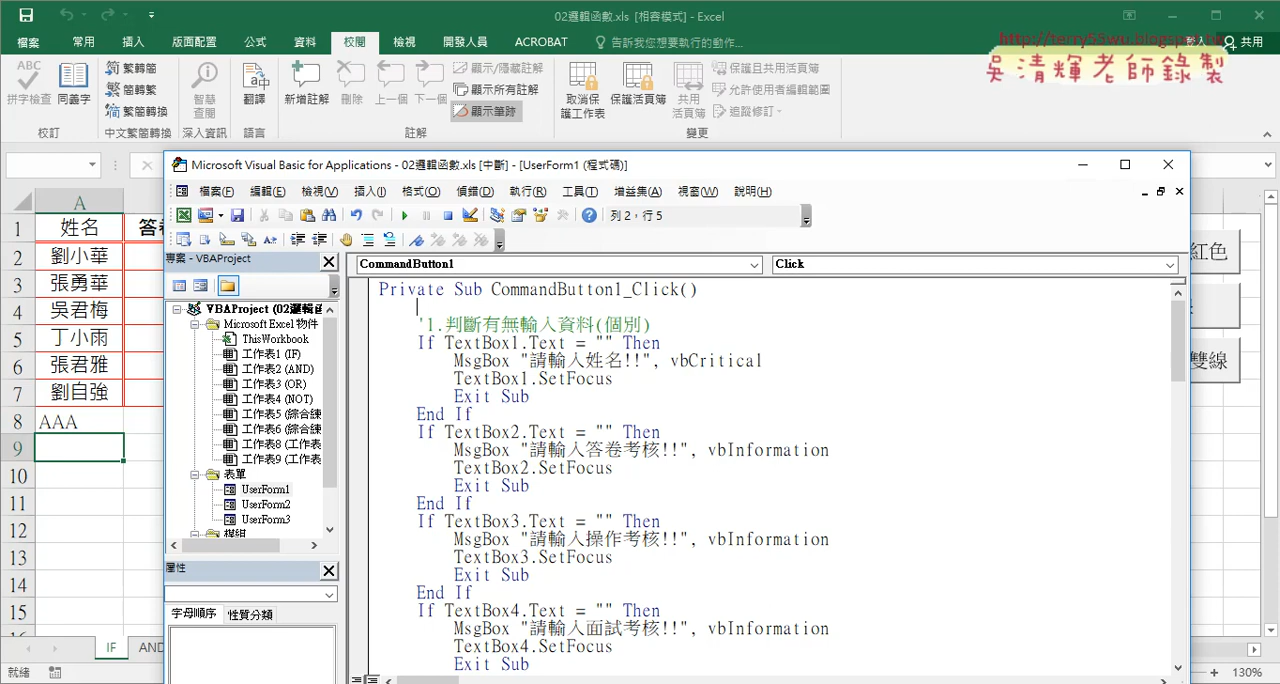 02邏輯函數.xls [相容模式] - Excel
檔案 常用 插入 版面配置 公式 資料 校閱 檢視 開發人員 ACROBAT 告訴我您想要執行的動作... 登入 共用
http://terry55wu.blogspot.tw
吳清輝老師錄製
ABC
拼字檢查 同義字 繁轉簡 簡轉繁 繁簡轉換 智慧查閱 翻譯 新增註解 刪除 上一個 下一個 顯示/隱藏註解 顯示所有註解 顯示筆跡 取消保護工作表 保護活頁簿 共用活頁簿 保護且共用活頁簿 允許使用者編輯範圍 追蹤修訂
校訂 中文繁簡轉換 深入資訊 語言 註解 變更
Microsoft Visual Basic for Applications - 02邏輯函數.xls [中斷] - [UserForm1 (程式碼)]
檔案(F) 編輯(E) 檢視(V) 插入(I) 格式(O) 偵錯(D) 執行(R) 工具(T) 增益集(A) 視窗(W) 說明(H)
列 2，行 5
專案 - VBAProject
VBAProject (02邏輯函
Microsoft Excel 物件
ThisWorkbook
工作表1 (IF)
工作表2 (AND)
工作表3 (OR)
工作表4 (NOT)
工作表5 (綜合練
工作表6 (綜合練
工作表8 (工作表
工作表9 (工作表
表單
UserForm1
UserForm2
UserForm3
模組
屬性
字母順序 性質分類
CommandButton1 Click
Private Sub CommandButton1_Click()
'1.判斷有無輸入資料(個別)
If TextBox1.Text = "" Then
MsgBox "請輸入姓名!!", vbCritical
TextBox1.SetFocus
Exit Sub
End If
If TextBox2.Text = "" Then
MsgBox "請輸入答卷考核!!", vbInformation
TextBox2.SetFocus
Exit Sub
End If
If TextBox3.Text = "" Then
MsgBox "請輸入操作考核!!", vbInformation
TextBox3.SetFocus
Exit Sub
End If
If TextBox4.Text = "" Then
MsgBox "請輸入面試考核!!", vbInformation
TextBox4.SetFocus
Exit Sub
A
1 姓名 答
2 劉小華
3 張勇華
4 吳君梅
5 丁小雨
6 張君雅
7 劉自強
8 AAA
9
10
11
12
13
14
15
紅色
雙線
IF AND
就緒 130%